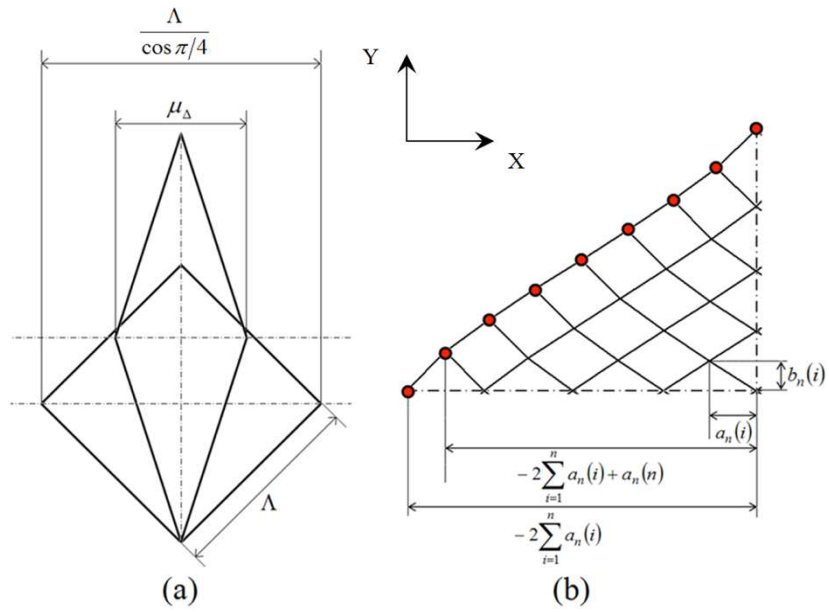 Λ / cos π/4
μ_Δ
Λ
(a)
Y
X
b_n(i)
a_n(i)
−2∑_{i=1}^{n} a_n(i) + a_n(n)
−2∑_{i=1}^{n} a_n(i)
(b)